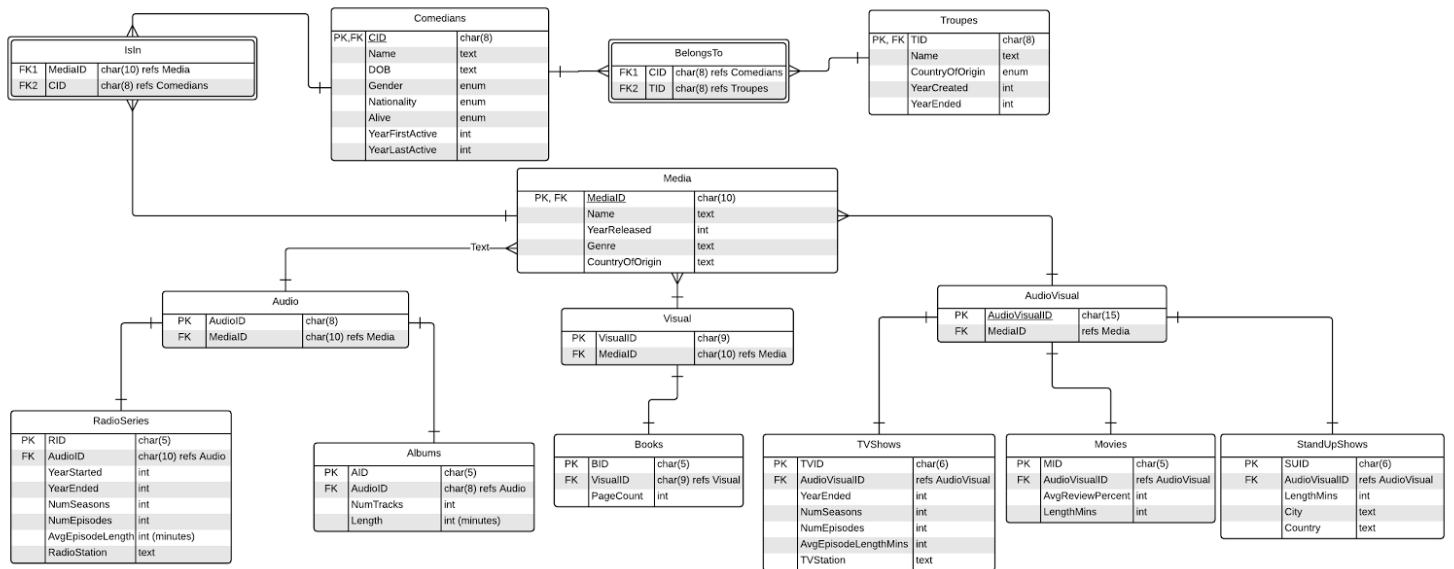 Comedians
PK,FK CID char(8)
Name text
DOB text
Gender enum
Nationality enum
Alive enum
YearFirstActive int
YearLastActive int
Troupes
PK, FK TID char(8)
Name text
CountryOfOrigin enum
YearCreated int
YearEnded int
IsIn
FK1 MediaID char(10) refs Media
FK2 CID char(8) refs Comedians
BelongsTo
FK1 CID char(8) refs Comedians
FK2 TID char(8) refs Troupes
Media
PK, FK MediaID char(10)
Name text
YearReleased int
Genre text
CountryOfOrigin text
Text
Audio
PK AudioID char(8)
FK MediaID char(10) refs Media
Visual
PK VisualID char(9)
FK MediaID char(10) refs Media
AudioVisual
PK AudioVisualID char(15)
FK MediaID refs Media
RadioSeries
PK RID char(5)
FK AudioID char(10) refs Audio
YearStarted int
YearEnded int
NumSeasons int
NumEpisodes int
AvgEpisodeLength int (minutes)
RadioStation text
Albums
PK AID char(5)
FK AudioID char(8) refs Audio
NumTracks int
Length int (minutes)
Books
PK BID char(5)
FK VisualID char(9) refs Visual
PageCount int
TVShows
PK TVID char(6)
FK AudioVisualID refs AudioVisual
YearEnded int
NumSeasons int
NumEpisodes int
AvgEpisodeLengthMins int
TVStation text
Movies
PK MID char(5)
FK AudioVisualID refs AudioVisual
AvgReviewPercent int
LengthMins int
StandUpShows
PK SUID char(6)
FK AudioVisualID refs AudioVisual
LengthMins int
City text
Country text